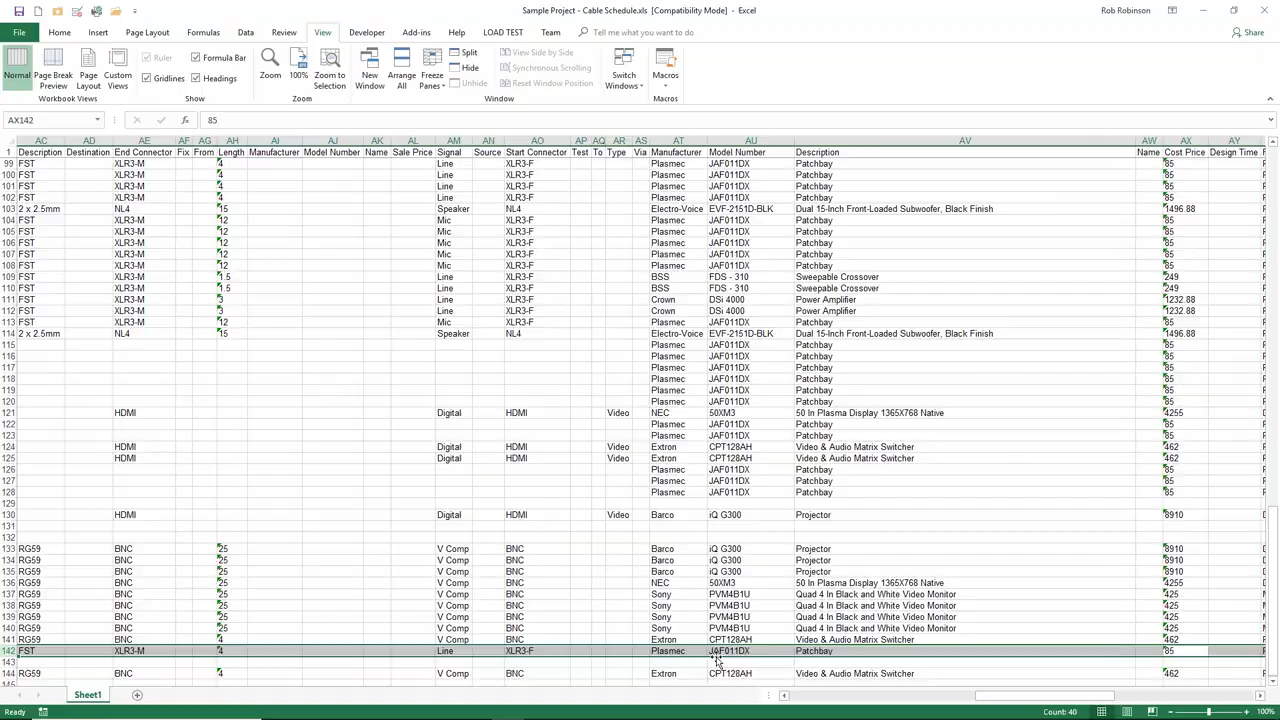 Sample Project - Cable Schedule.xls [Compatibility Mode] - Excel
Rob Robinson
File Home Insert Page Layout Formulas Data Review View Developer Add-ins Help LOAD TEST Team Tell me what you want to do Share
Normal Page Break Preview Page Layout Custom Views
Workbook Views
Ruler Formula Bar
Gridlines Headings
Show
Zoom 100% Zoom to Selection
Zoom
New Window Arrange All Freeze Panes
Split
Hide
Unhide
View Side by Side
Synchronous Scrolling
Reset Window Position
Window
Switch Windows
Macros
Macros
AX142 fx 85
AC AD AE AF AG AH AI AJ AK AL AM AN AO AP AQ AR AS AT AU AV AW AX AY
1 Description Destination End Connector Fix From Length Manufacturer Model Number Name Sale Price Signal Source Start Connector Test To Type Via Manufacturer Model Number Description Name Cost Price Design Time
99 FST XLR3-M 4 Line XLR3-F Plasmec JAF011DX Patchbay 85
100 FST XLR3-M 4 Line XLR3-F Plasmec JAF011DX Patchbay 85
101 FST XLR3-M 4 Line XLR3-F Plasmec JAF011DX Patchbay 85
102 FST XLR3-M 4 Line XLR3-F Plasmec JAF011DX Patchbay 85
103 2 x 2.5mm NL4 15 Speaker NL4 Electro-Voice EVF-2151D-BLK Dual 15-Inch Front-Loaded Subwoofer, Black Finish 1496.88
104 FST XLR3-M 12 Mic XLR3-F Plasmec JAF011DX Patchbay 85
105 FST XLR3-M 12 Mic XLR3-F Plasmec JAF011DX Patchbay 85
106 FST XLR3-M 12 Mic XLR3-F Plasmec JAF011DX Patchbay 85
107 FST XLR3-M 12 Mic XLR3-F Plasmec JAF011DX Patchbay 85
108 FST XLR3-M 12 Mic XLR3-F Plasmec JAF011DX Patchbay 85
109 FST XLR3-M 1.5 Line XLR3-F BSS FDS - 310 Sweepable Crossover 249
110 FST XLR3-M 1.5 Line XLR3-F BSS FDS - 310 Sweepable Crossover 249
111 FST XLR3-M 3 Line XLR3-F Crown DSi 4000 Power Amplifier 1232.88
112 FST XLR3-M 3 Line XLR3-F Crown DSi 4000 Power Amplifier 1232.88
113 FST XLR3-M 12 Mic XLR3-F Plasmec JAF011DX Patchbay 85
114 2 x 2.5mm NL4 15 Speaker NL4 Electro-Voice EVF-2151D-BLK Dual 15-Inch Front-Loaded Subwoofer, Black Finish 1496.88
115 Plasmec JAF011DX Patchbay 85
116 Plasmec JAF011DX Patchbay 85
117 Plasmec JAF011DX Patchbay 85
118 Plasmec JAF011DX Patchbay 85
119 Plasmec JAF011DX Patchbay 85
120 Plasmec JAF011DX Patchbay 85
121 HDMI Digital HDMI Video NEC 50XM3 50 In Plasma Display 1365X768 Native 4255
122 Plasmec JAF011DX Patchbay 85
123 Plasmec JAF011DX Patchbay 85
124 HDMI Digital HDMI Video Extron CPT128AH Video & Audio Matrix Switcher 462
125 HDMI Digital HDMI Video Extron CPT128AH Video & Audio Matrix Switcher 462
126 Plasmec JAF011DX Patchbay 85
127 Plasmec JAF011DX Patchbay 85
128 Plasmec JAF011DX Patchbay 85
129
130 HDMI Digital HDMI Video Barco iQ G300 Projector 8910
131
132
133 RG59 BNC 25 V Comp BNC Barco iQ G300 Projector 8910
134 RG59 BNC 25 V Comp BNC Barco iQ G300 Projector 8910
135 RG59 BNC 25 V Comp BNC Barco iQ G300 Projector 8910
136 RG59 BNC 25 V Comp BNC NEC 50XM3 50 In Plasma Display 1365X768 Native 4255
137 RG59 BNC 25 V Comp BNC Sony PVM4B1U Quad 4 In Black and White Video Monitor 425
138 RG59 BNC 25 V Comp BNC Sony PVM4B1U Quad 4 In Black and White Video Monitor 425
139 RG59 BNC 25 V Comp BNC Sony PVM4B1U Quad 4 In Black and White Video Monitor 425
140 RG59 BNC 25 V Comp BNC Sony PVM4B1U Quad 4 In Black and White Video Monitor 425
141 RG59 BNC 4 V Comp BNC Extron CPT128AH Video & Audio Matrix Switcher 462
142 FST XLR3-M 4 Line XLR3-F Plasmec JAF011DX Patchbay 85
143
144 RG59 BNC 4 V Comp BNC Extron CPT128AH Video & Audio Matrix Switcher 462
Sheet1
Ready Count: 40 100%